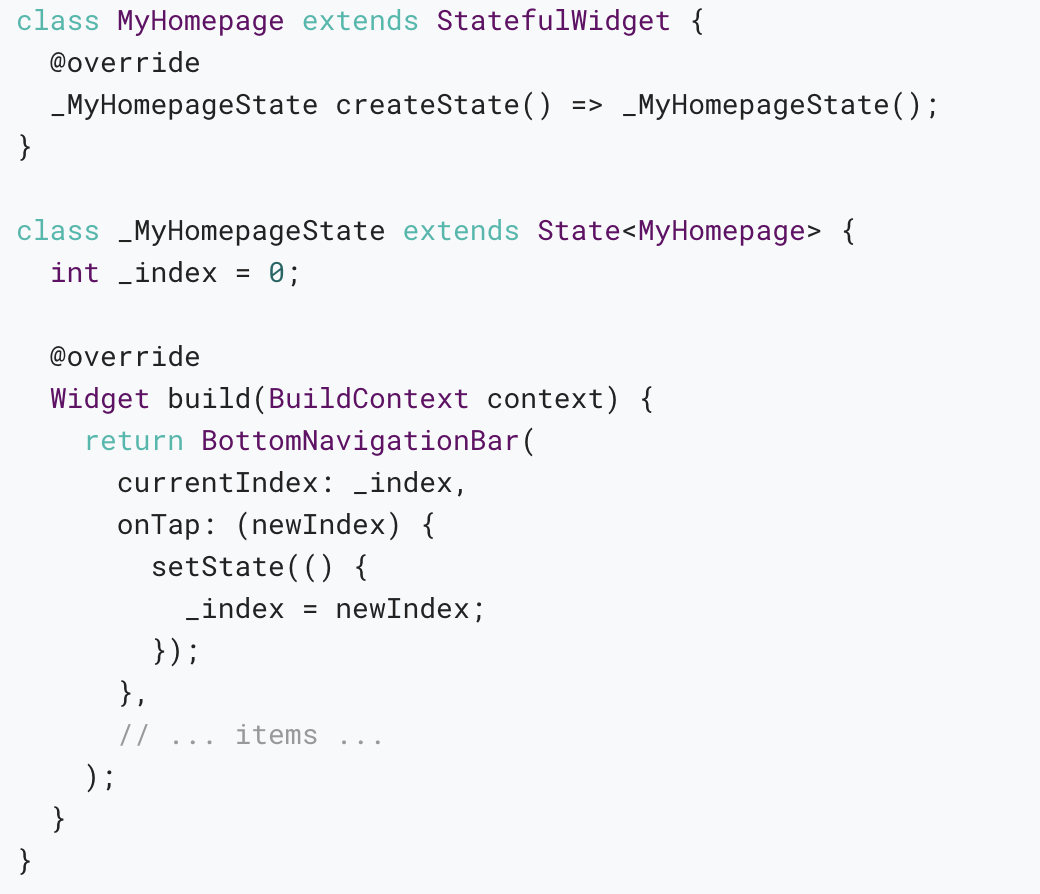 class MyHomepage extends StatefulWidget {
  @override
  _MyHomepageState createState() => _MyHomepageState();
}

class _MyHomepageState extends State<MyHomepage> {
  int _index = 0;

  @override
  Widget build(BuildContext context) {
    return BottomNavigationBar(
      currentIndex: _index,
      onTap: (newIndex) {
        setState(() {
          _index = newIndex;
        });
      },
      // ... items ...
    );
  }
}